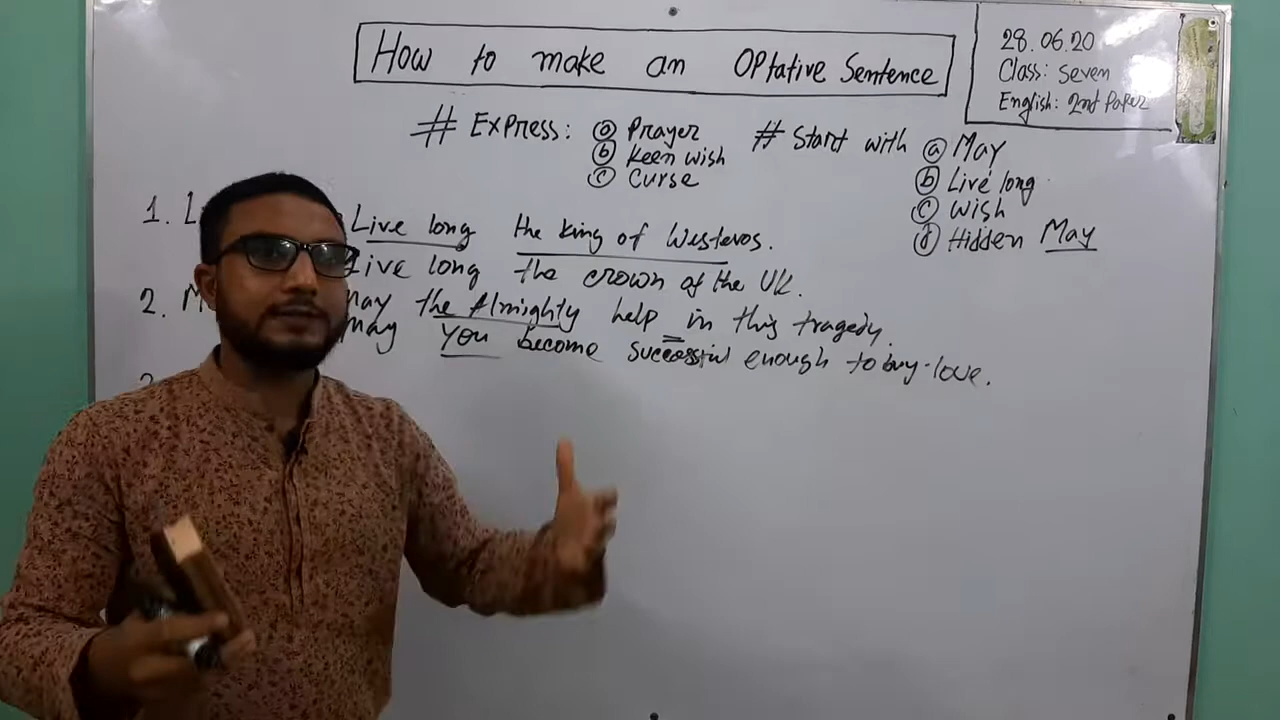 How to make an Optative Sentence
28.06.20
Class: Seven
English: 2nd Paper
# Express: ⓐ Prayer
ⓑ Keen wish
ⓒ Curse
# Start with ⓐ May
ⓑ Live long
ⓒ Wish
ⓓ Hidden May
1. L Live long the king of Westeros.
Live long the crown of the UK.
2. M may the Almighty help in this tragedy.
may you become successful enough to buy love.